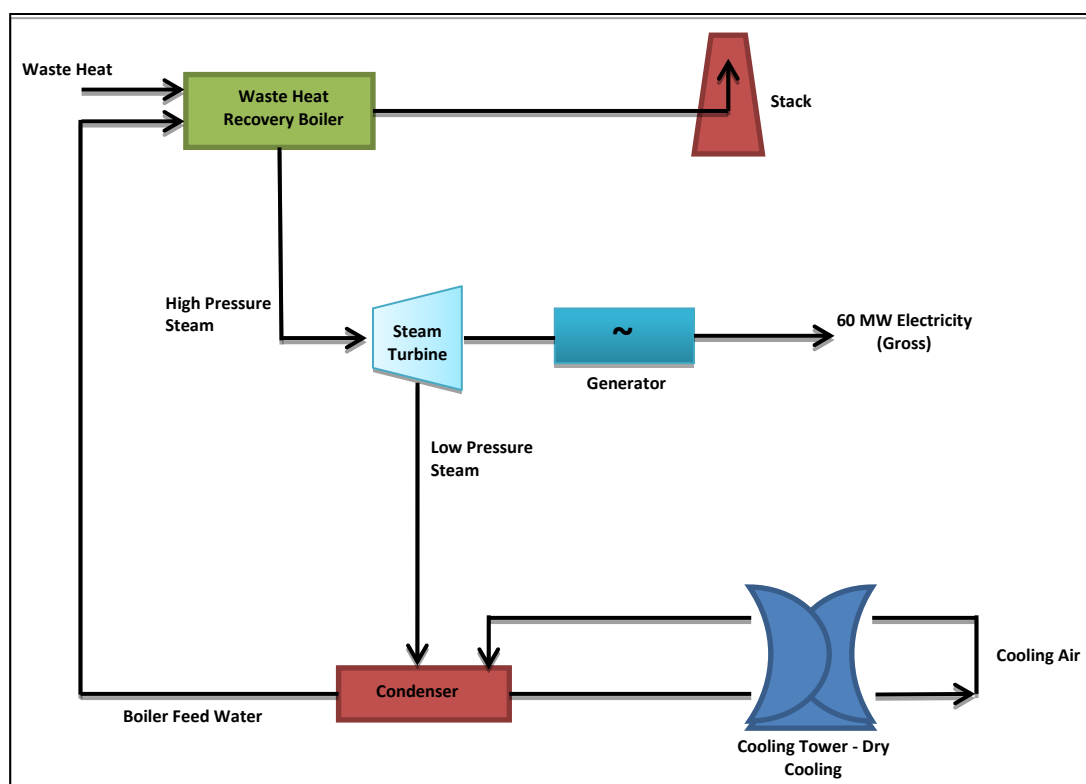 Waste Heat
Waste Heat
Recovery Boiler
Stack
High Pressure
Steam
Steam
Turbine
~
Generator
60 MW Electricity
(Gross)
Low Pressure
Steam
Cooling Air
Condenser
Boiler Feed Water
Cooling Tower - Dry
Cooling